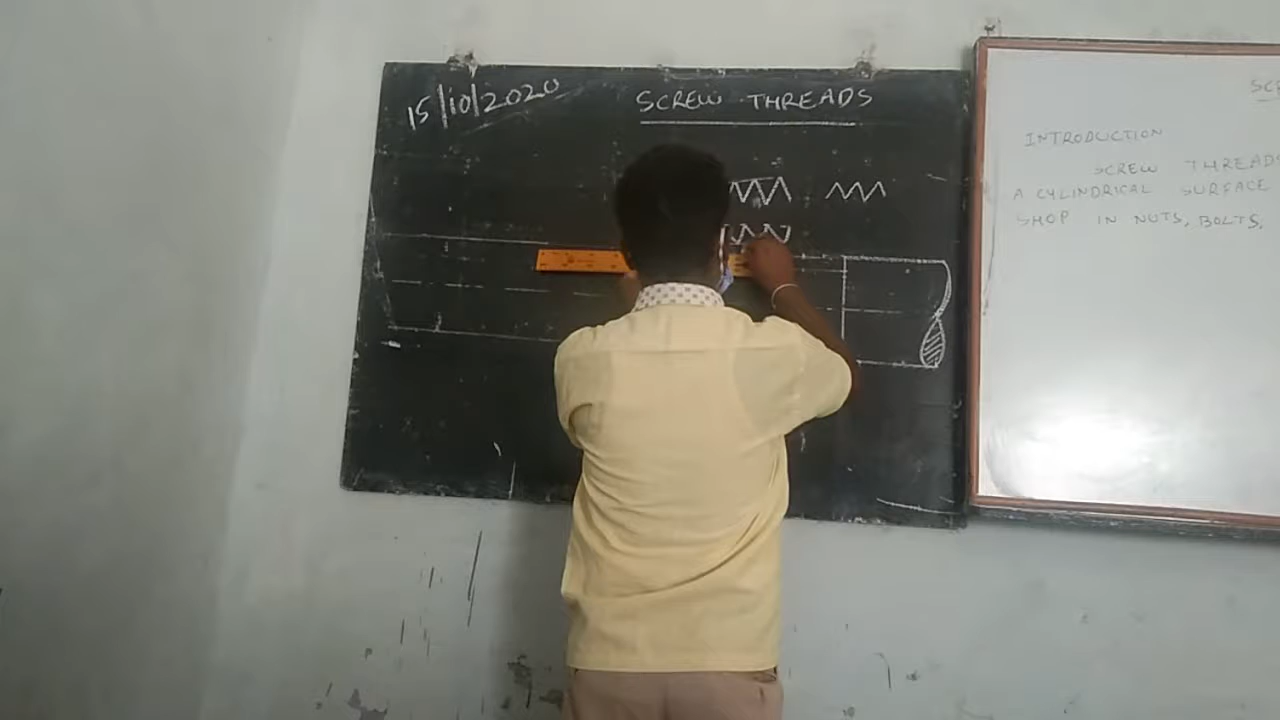 15/10/2020
SCREW THREADS
INTRODUCTION
SCREW THREADS
A CYLINDRICAL SURFACE
SHOP IN NUTS, BOLTS,